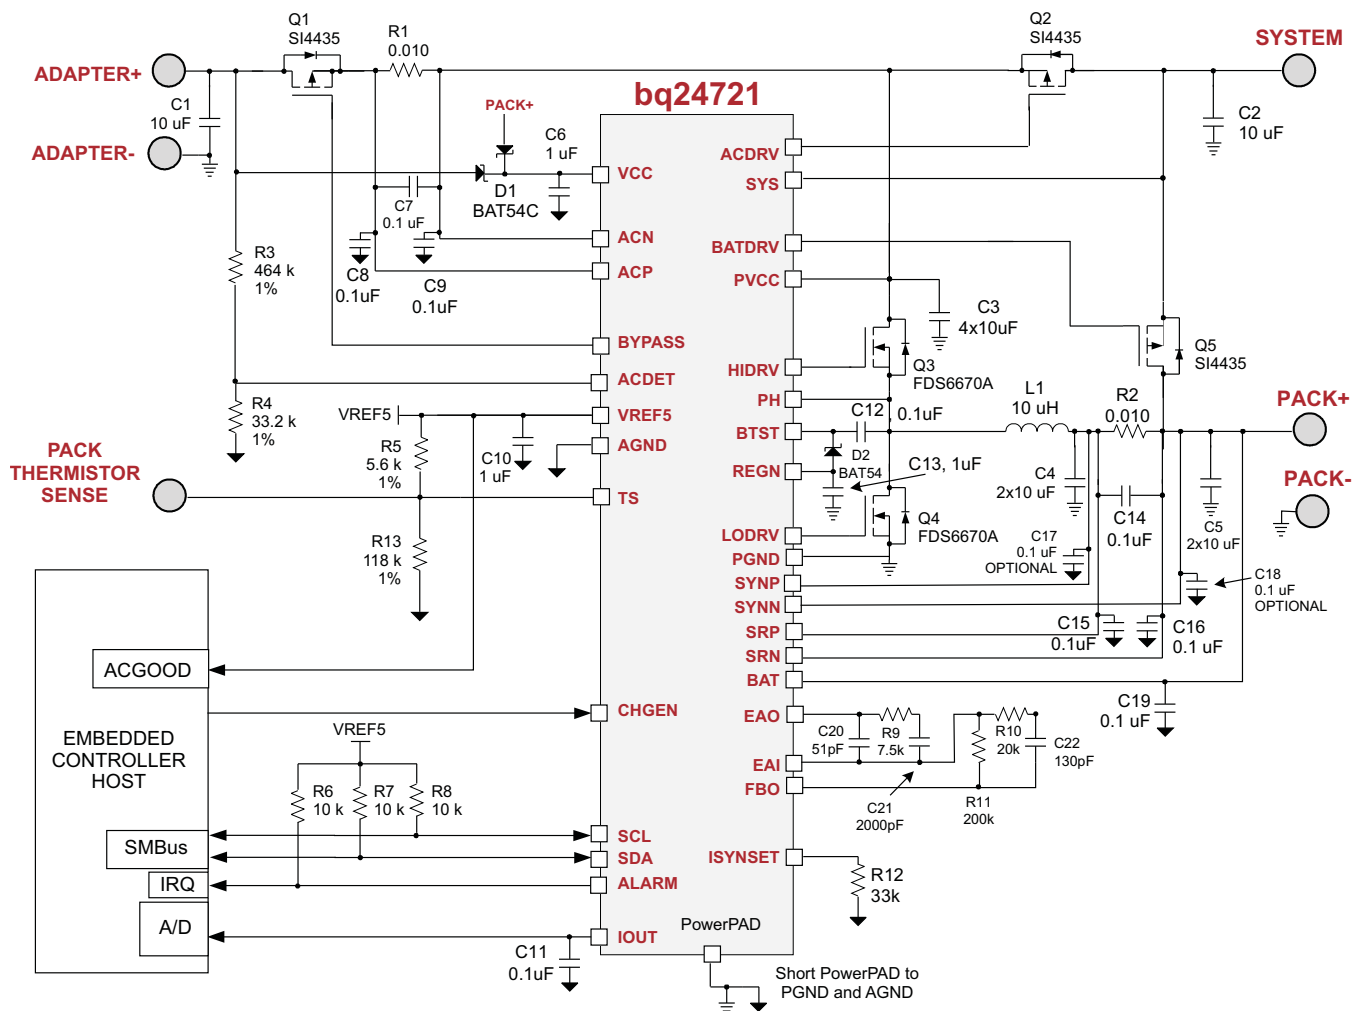 Q1
SI4435
R1
0.010
Q2
SI4435
SYSTEM
ADAPTER+
C1
10 uF
ADAPTER-
bq24721
PACK+
C6
1 uF
C2
10 uF
ACDRV
VCC
SYS
D1
BAT54C
C7
0.1 uF
ACN
BATDRV
R3
464 k
1%
C8
0.1uF
C9
0.1uF
ACP
PVCC
C3
4x10uF
BYPASS
Q3
FDS6670A
HIDRV
Q5
SI4435
ACDET
PH
L1
10 uH
R2
0.010
PACK+
R4
33.2 k
1%
VREF5
VREF5
C12
0.1uF
BTST
R5
5.6 k
1%
C10
1 uF
AGND
D2
BAT54
REGN
C13, 1uF
C4
2x10 uF
PACK
THERMISTOR
SENSE
TS
PACK-
Q4
FDS6670A
C14
0.1uF
C5
2x10 uF
LODRV
R13
118 k
1%
PGND
C17
0.1 uF
OPTIONAL
SYNP
C18
0.1 uF
OPTIONAL
SYNN
SRP
C15
0.1uF
C16
0.1 uF
SRN
ACGOOD
BAT
C19
0.1 uF
CHGEN
EAO
C20
51pF
R9
7.5k
R10
20k
C22
130pF
EMBEDDED
CONTROLLER
HOST
VREF5
EAI
R6
10 k
R7
10 k
R8
10 k
FBO
C21
2000pF
R11
200k
SMBus
SCL
SDA
ISYNSET
R12
33k
IRQ
ALARM
A/D
PowerPAD
IOUT
C11
0.1uF
Short PowerPAD to
PGND and AGND